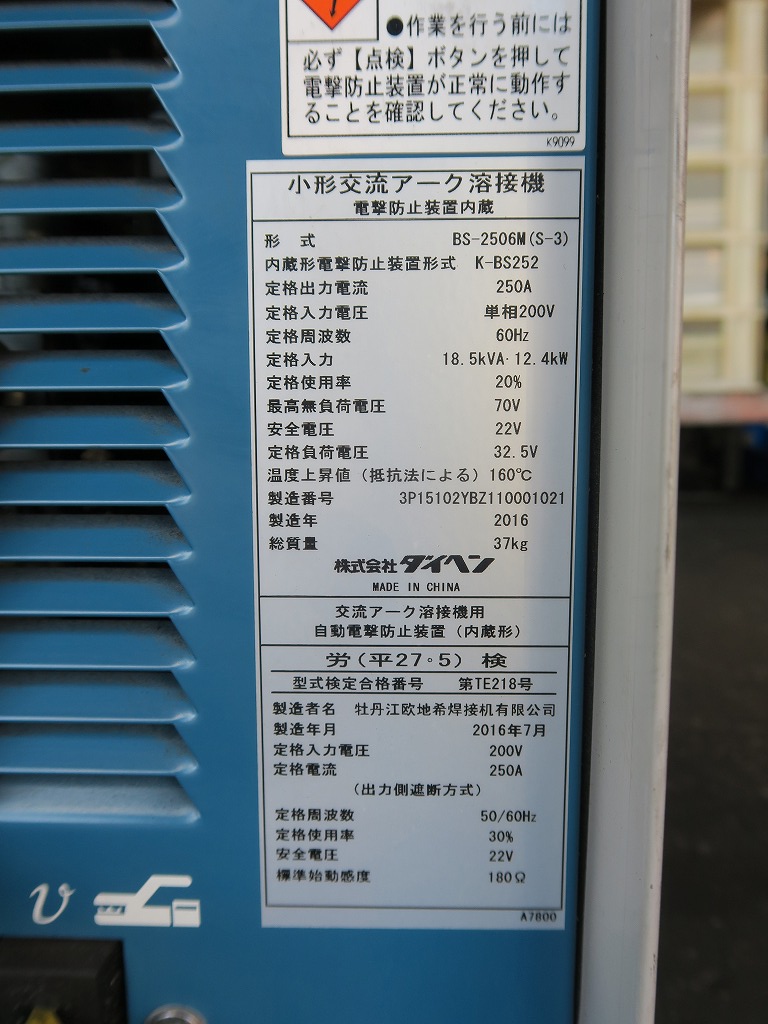 ●作業を行う前には
必ず【点検】ボタンを押して
電撃防止装置が正常に動作す
ることを確認してください。
K9099
小形交流アーク溶接機
電撃防止装置内蔵
形 式 BS-2506M(S-3)
内蔵形電撃防止装置形式 K-BS252
定格出力電流 250A
定格入力電圧 単相200V
定格周波数 60Hz
定格入力 18.5kVA·12.4kW
定格使用率 20%
最高無負荷電圧 70V
安全電圧 22V
定格負荷電圧 32.5V
温度上昇値(抵抗法による)160℃
製造番号 3P15102YBZ110001021
製造年 2016
総質量 37kg
株式会社ダイヘン
MADE IN CHINA
交流アーク溶接機用
自動電撃防止装置(内蔵形)
労(平27·5)検
型式検定合格番号 第TE218号
製造者名 牡丹江欧地希焊接机有限公司
製造年月 2016年7月
定格入力電圧 200V
定格電流 250A
(出力側遮断方式)
定格周波数 50/60Hz
定格使用率 30%
安全電圧 22V
標準始動感度 180Ω
A7800